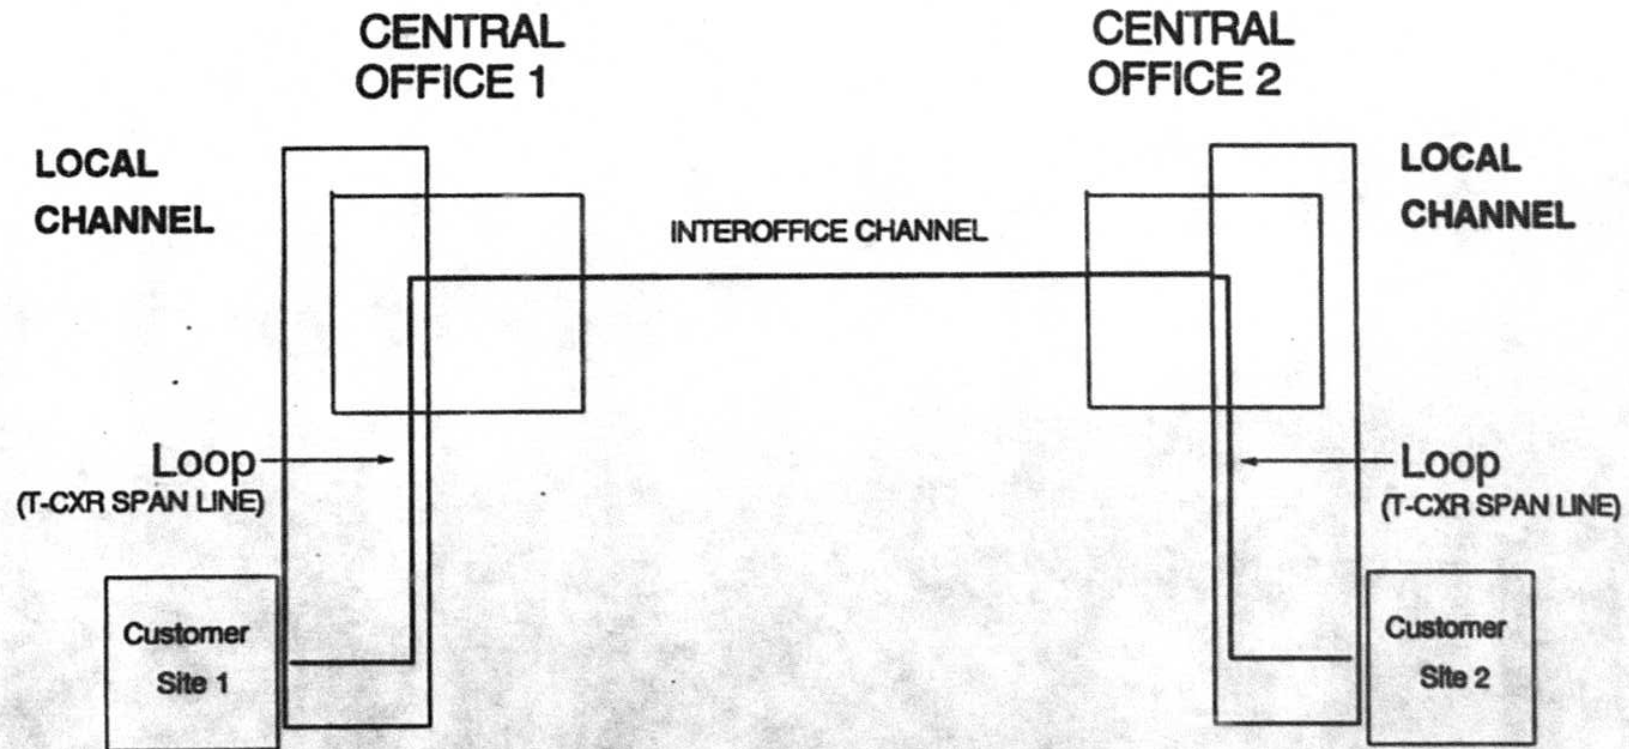 CENTRAL
OFFICE 1
CENTRAL
OFFICE 2
LOCAL
CHANNEL
LOCAL
CHANNEL
INTEROFFICE CHANNEL
Loop
(T-CXR SPAN LINE)
Loop
(T-CXR SPAN LINE)
Customer
Site 1
Customer
Site 2